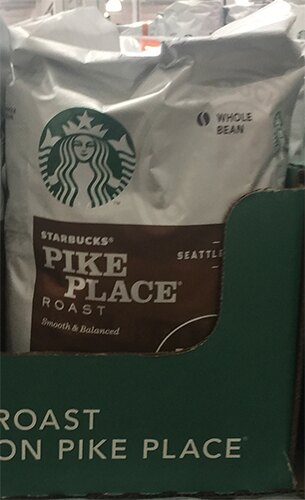 WHOLE
BEAN
STARBUCKS®
SEATTLE
PIKE
PLACE®
ROAST
Smooth & Balanced
ROAST
ON PIKE PLACE